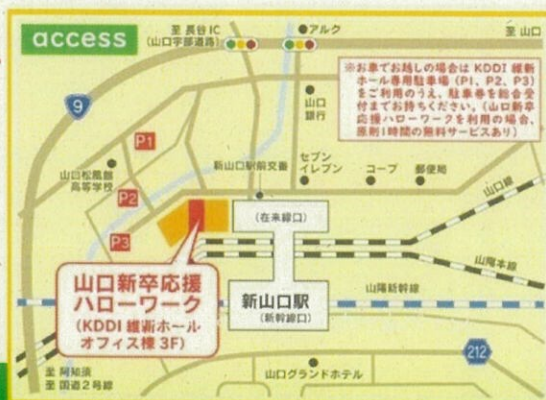 access
至 長谷IC
(山口宇部道路)
アルク
至 山口
※お車でお越しの場合は KDDI 維新
ホール専用駐車場(P1、P2、P3)
をご利用のうえ、駐車券を総合受
付までお持ちください。(山口新卒
応援ハローワークを利用の場合、
原則1時間の無料サービスあり)
9
山口
銀行
P1
山口松風館
高等学校
新山口駅前交番
セブン
イレブン
コープ
郵便局
P2
山口線
(在来線口)
P3
山陽本線
山口新卒応援
ハローワーク
(KDDI 維新ホール
オフィス棟 3F)
山陽新幹線
新山口駅
(新幹線口)
212
至 阿知須
至 国道2号線
山口グランドホテル